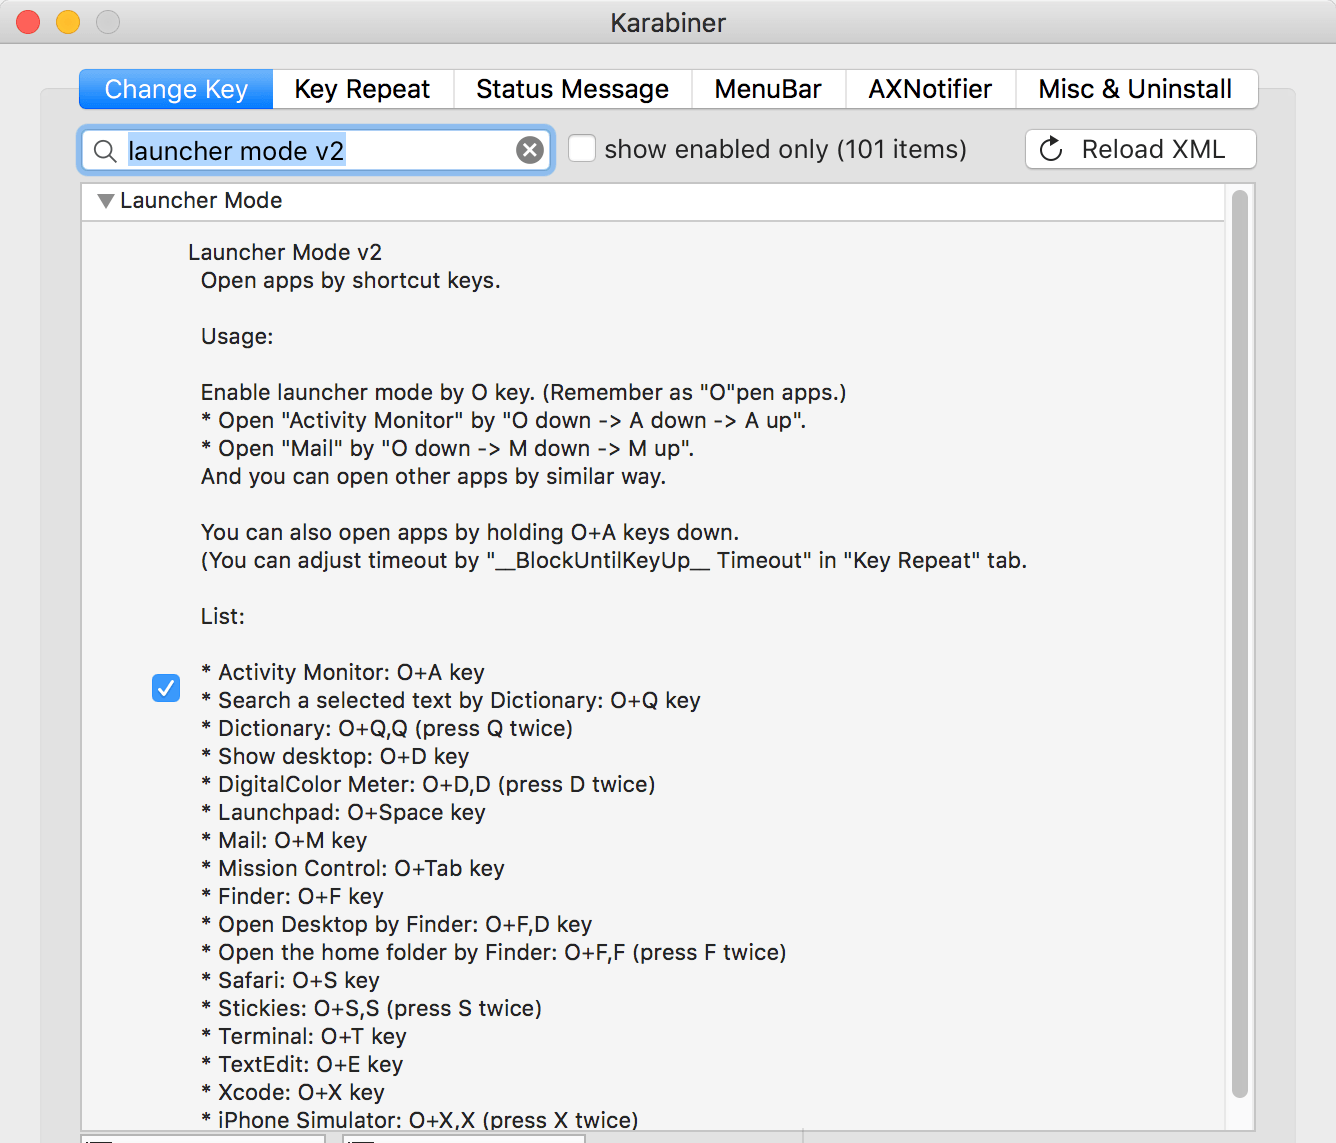 Karabiner
Change Key
Key Repeat
Status Message
MenuBar
AXNotifier
Misc & Uninstall
launcher mode v2
show enabled only (101 items)
Reload XML
Launcher Mode
Launcher Mode v2
Open apps by shortcut keys.
Usage:
Enable launcher mode by O key. (Remember as "O"pen apps.)
* Open "Activity Monitor" by "O down -> A down -> A up".
* Open "Mail" by "O down -> M down -> M up".
And you can open other apps by similar way.
You can also open apps by holding O+A keys down.
(You can adjust timeout by "__BlockUntilKeyUp__ Timeout" in "Key Repeat" tab.
List:
* Activity Monitor: O+A key
* Search a selected text by Dictionary: O+Q key
* Dictionary: O+Q,Q (press Q twice)
* Show desktop: O+D key
* DigitalColor Meter: O+D,D (press D twice)
* Launchpad: O+Space key
* Mail: O+M key
* Mission Control: O+Tab key
* Finder: O+F key
* Open Desktop by Finder: O+F,D key
* Open the home folder by Finder: O+F,F (press F twice)
* Safari: O+S key
* Stickies: O+S,S (press S twice)
* Terminal: O+T key
* TextEdit: O+E key
* Xcode: O+X key
* iPhone Simulator: O+X,X (press X twice)